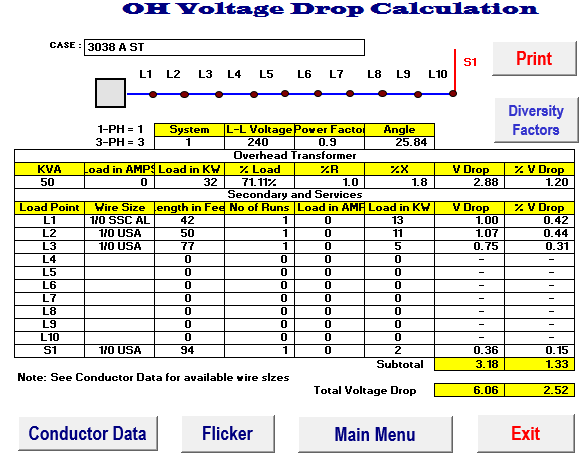 OH Voltage Drop Calculation
CASE : 3038 A ST
Print
S1
L1 L2 L3 L4 L5 L6 L7 L8 L9 L10
Diversity
Factors
1-PH = 1 System L-L Voltage Power Facto Angle
3-PH = 3 1 240 0.9 25.84
Overhead Transformer
KVA Load in AMPS Load in KW % Load %R %X V Drop % V Drop
50 0 32 71.11% 1.0 1.8 2.88 1.20
Secondary and Services
Load Point Wire Size ength in Fee No of Runs Load in AMF Load in KW V Drop % V Drop
L1 1/0 SSC AL 42 1 0 13 1.00 0.42
L2 1/0 USA 50 1 0 11 1.07 0.44
L3 1/0 USA 77 1 0 5 0.75 0.31
L4 0 0 0 - -
L5 0 0 0 - -
L6 0 0 0 - -
L7 0 0 0 - -
L8 0 0 0 - -
L9 0 0 0 - -
L10 0 0 0 - -
S1 1/0 USA 94 1 0 2 0.36 0.15
Subtotal 3.18 1.33
Note: See Conductor Data for available wire sizes
Total Voltage Drop 6.06 2.52
Conductor Data Flicker Main Menu Exit